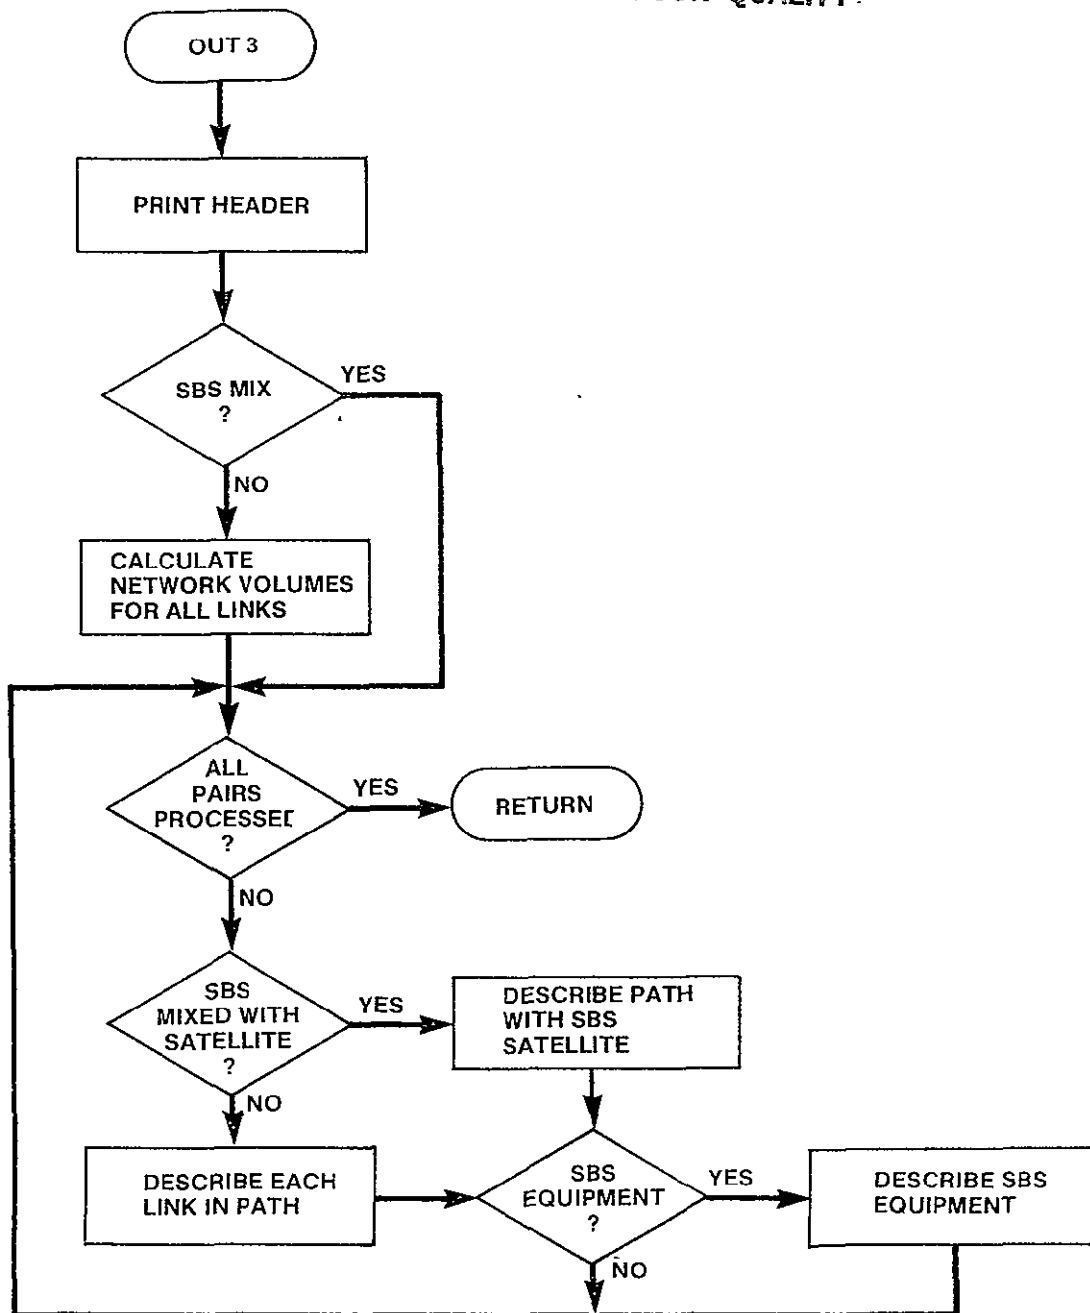 OUT 3
PRINT HEADER
SBS MIX
?
YES
NO
CALCULATE
NETWORK VOLUMES
FOR ALL LINKS
ALL
PAIRS
PROCESSED
?
YES
RETURN
NO
SBS
MIXED WITH
SATELLITE
?
YES
DESCRIBE PATH
WITH SBS
SATELLITE
NO
DESCRIBE EACH
LINK IN PATH
SBS
EQUIPMENT
?
YES
DESCRIBE SBS
EQUIPMENT
NO